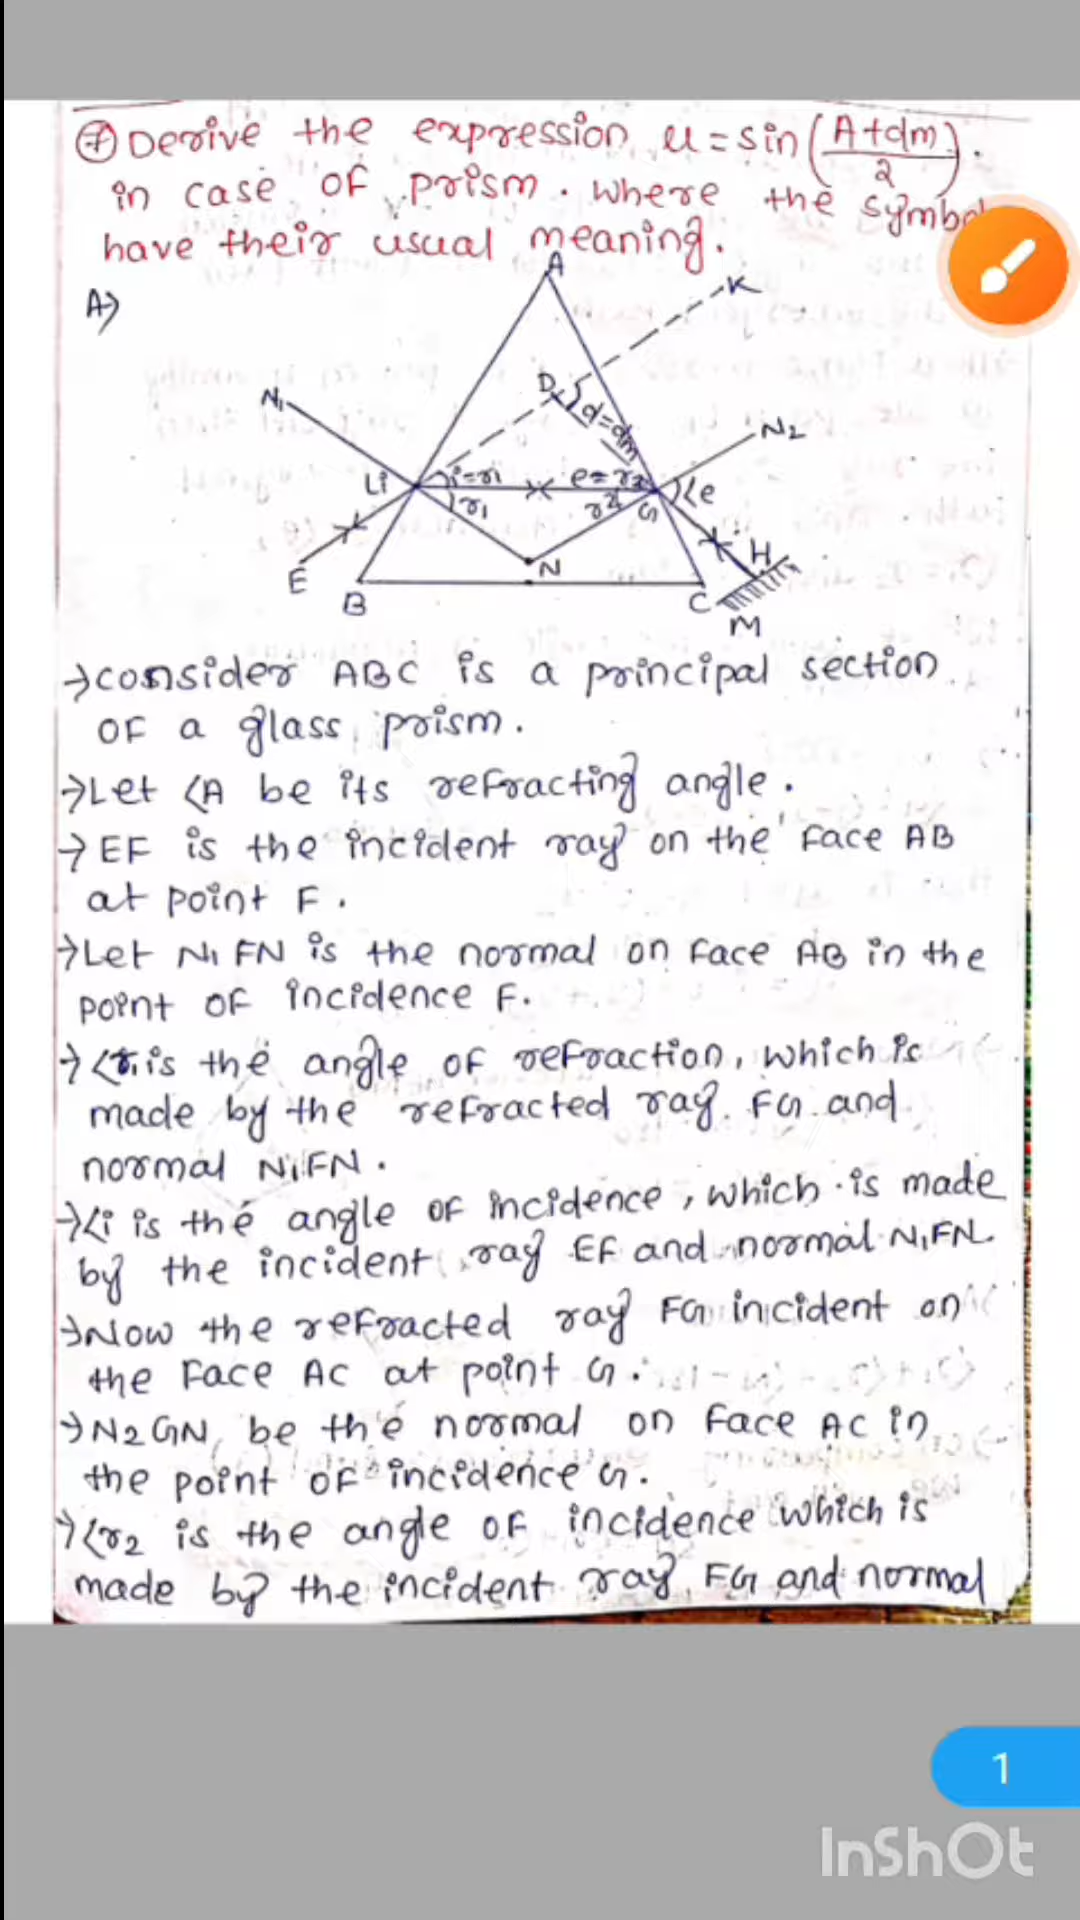 ⑦ Derive the expression u = sin (A+dm / 2).
in case of prism. where the symbol
have their usual meaning.
A)
A
K
D
d=dm
N1
N2
Li
i-r1
e=r2
Le
r1
r2
G
E
N
H
B
C
M
→consider ABC is a principal section
of a glass prism.
→Let <A be its refracting angle.
→EF is the incident ray on the face AB
at point F.
→Let N1 FN is the normal on face AB in the
point of incidence F.
→<r1 is the angle of refraction, which is
made by the refracted ray. FG and
normal N1FN.
→<i is the angle of incidence, which is made
by the incident ray EF and normal N1FN.
→Now the refracted ray FG incident on
the face AC at point G.
→N2GN be the normal on face AC in
the point of incidence G.
→<r2 is the angle of incidence which is
made by the incident ray FG and normal
1
InShOt